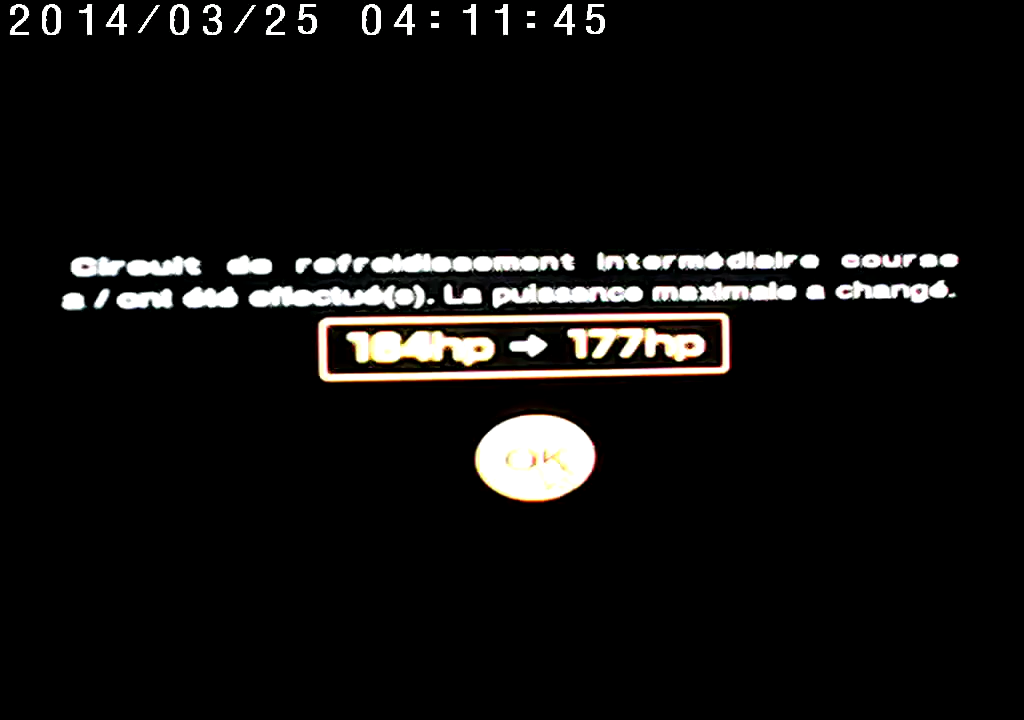 2014/03/25 04:11:45
Circuit de refroidissement intermédiaire course
a / ont été effectué(e). La puissance maximale a changé.
164hp → 177hp
OK